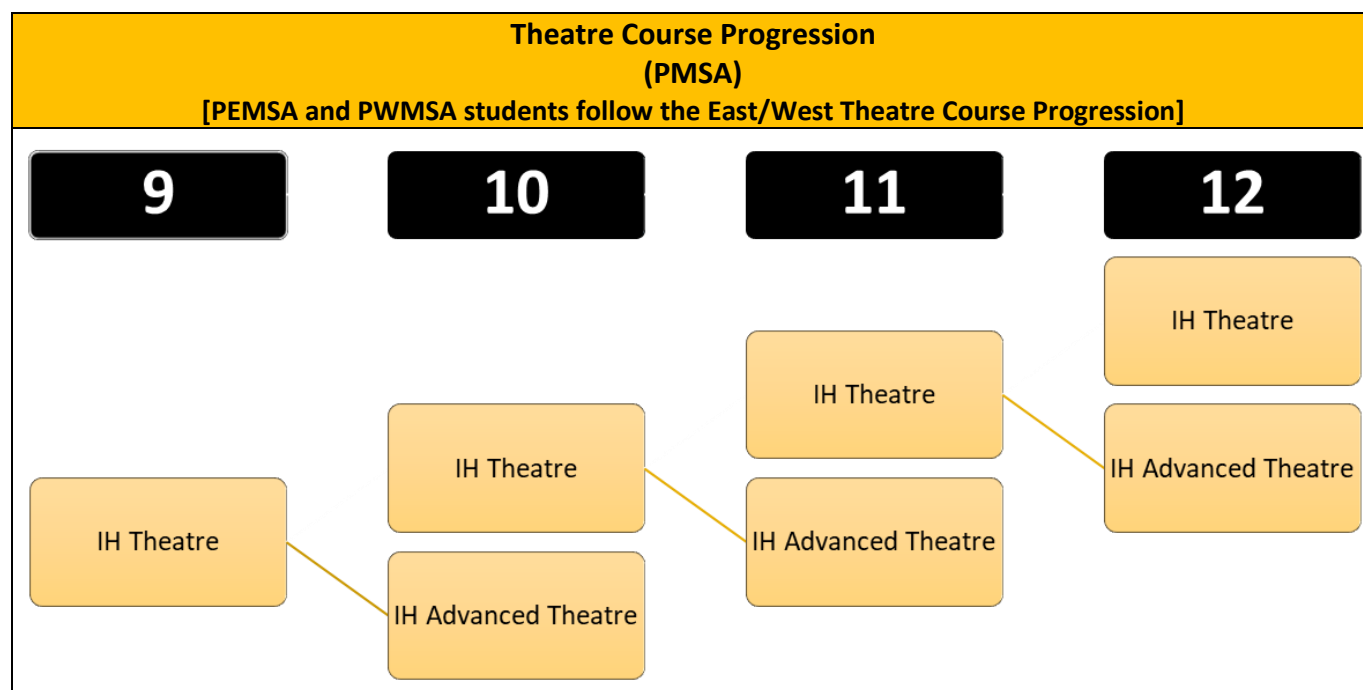 Theatre Course Progression
(PMSA)
[PEMSA and PWMSA students follow the East/West Theatre Course Progression]
9
10
11
12
IH Theatre
IH Theatre
IH Advanced Theatre
IH Theatre
IH Advanced Theatre
IH Theatre
IH Advanced Theatre